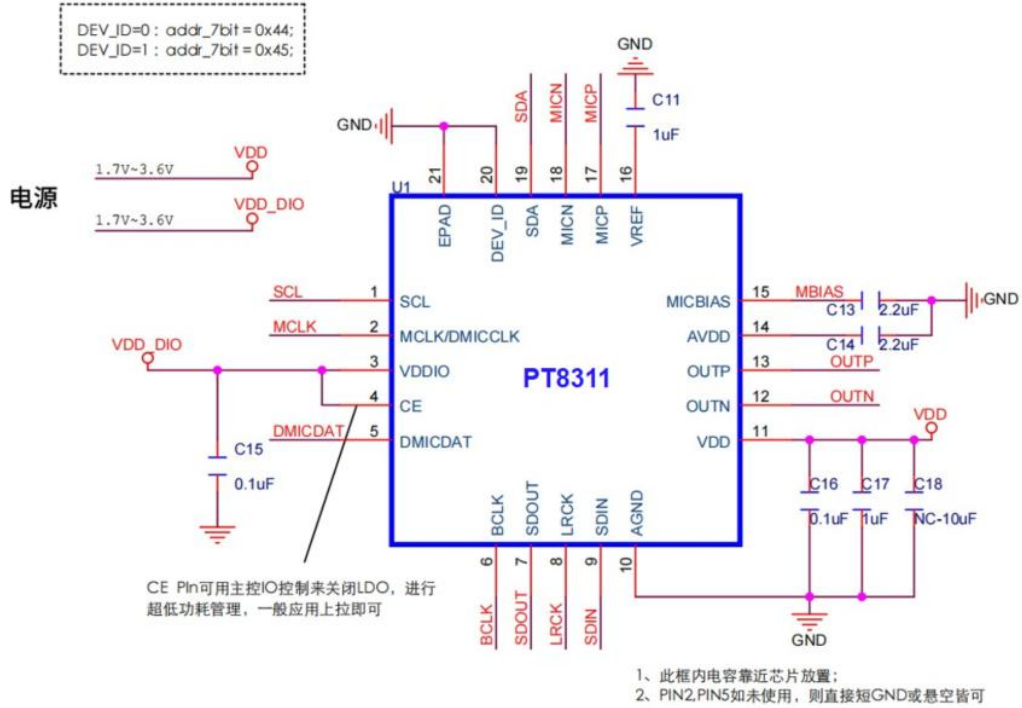 DEV_ID=0：addr_7bit = 0x44;
DEV_ID=1：addr_7bit = 0x45;
电源
1.7V~3.6V
VDD
1.7V~3.6V
VDD_DIO
GND
GND
C11
1uF
SDA
MICN
MICP
21
20
19
18
17
16
U1
EPAD
DEV_ID
SDA
MICN
MICP
VREF
SCL
1
SCL
MCLK
2
MCLK/DMICCLK
VDD_DIO
3
VDDIO
4
CE
DMICDAT
5
DMICDAT
C15
0.1uF
PT8311
MICBIAS
15
MBIAS
C13
2.2uF
GND
AVDD
14
C14
2.2uF
OUTP
13
OUTP
OUTN
12
OUTN
VDD
11
VDD
C16
0.1uF
C17
1uF
C18
NC-10uF
GND
BCLK
SDOUT
LRCK
SDIN
AGND
6
7
8
9
10
BCLK
SDOUT
LRCK
SDIN
CE PIn可用主控IO控制来关闭LDO，进行
超低功耗管理，一般应用上拉即可
1、此框内电容靠近芯片放置；
2、PIN2,PIN5如未使用，则直接短GND或悬空皆可